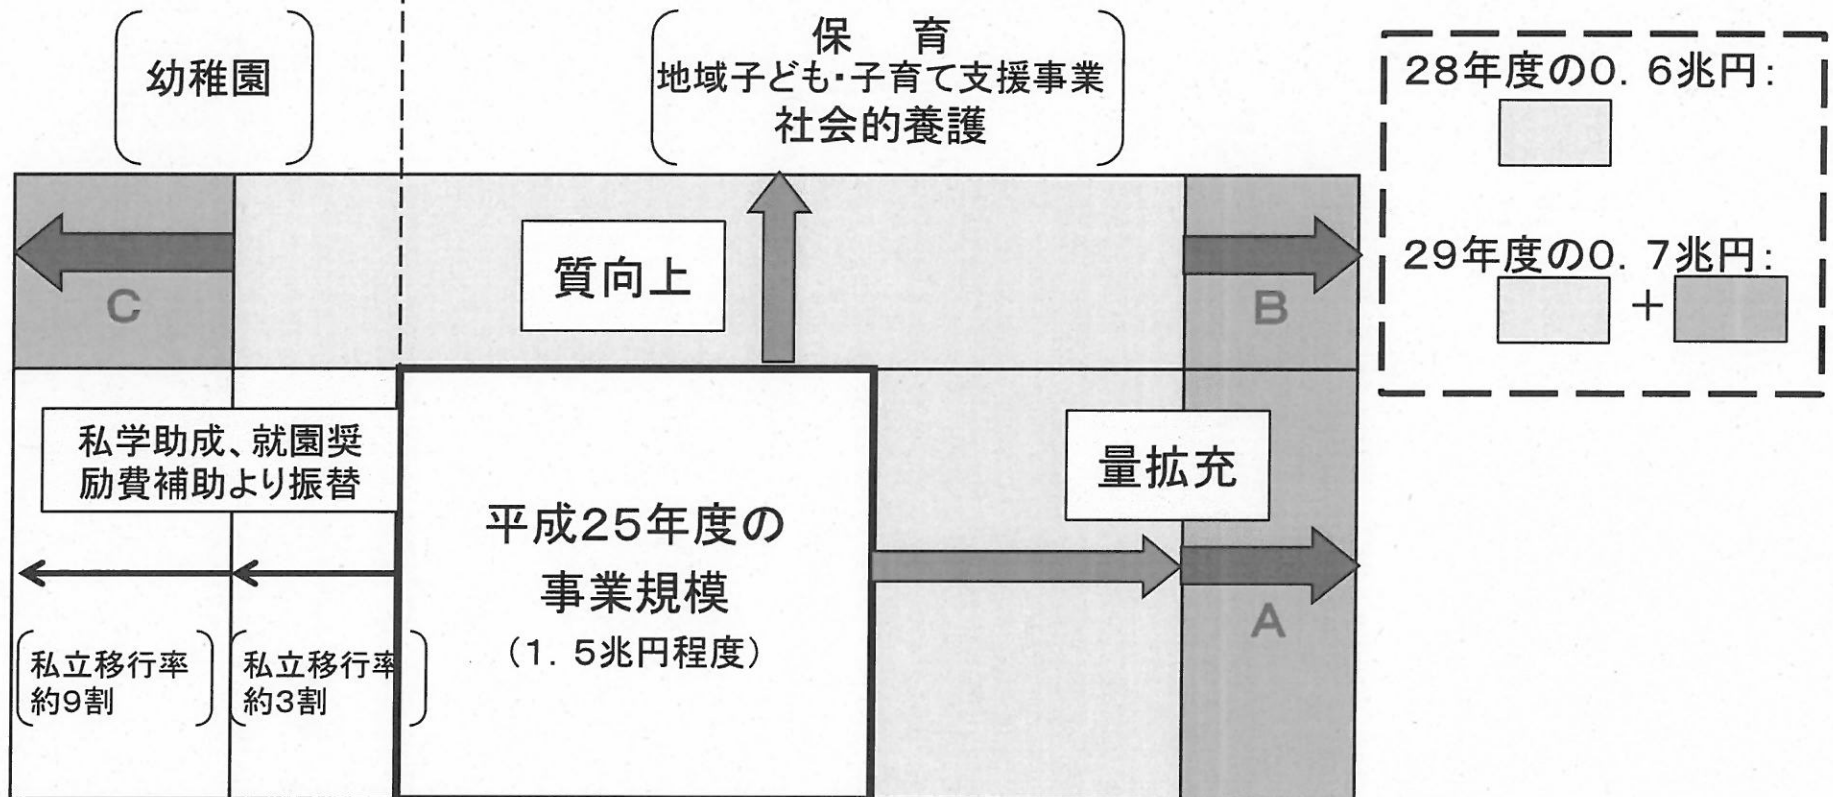 幼稚園
保　育
地域子ども・子育て支援事業
社会的養護
28年度の0.6兆円:
29年度の0.7兆円:
+
質向上
C
B
私学助成、就園奨
励費補助より振替
平成25年度の
事業規模
(1.5兆円程度)
量拡充
A
私立移行率
約9割
私立移行率
約3割